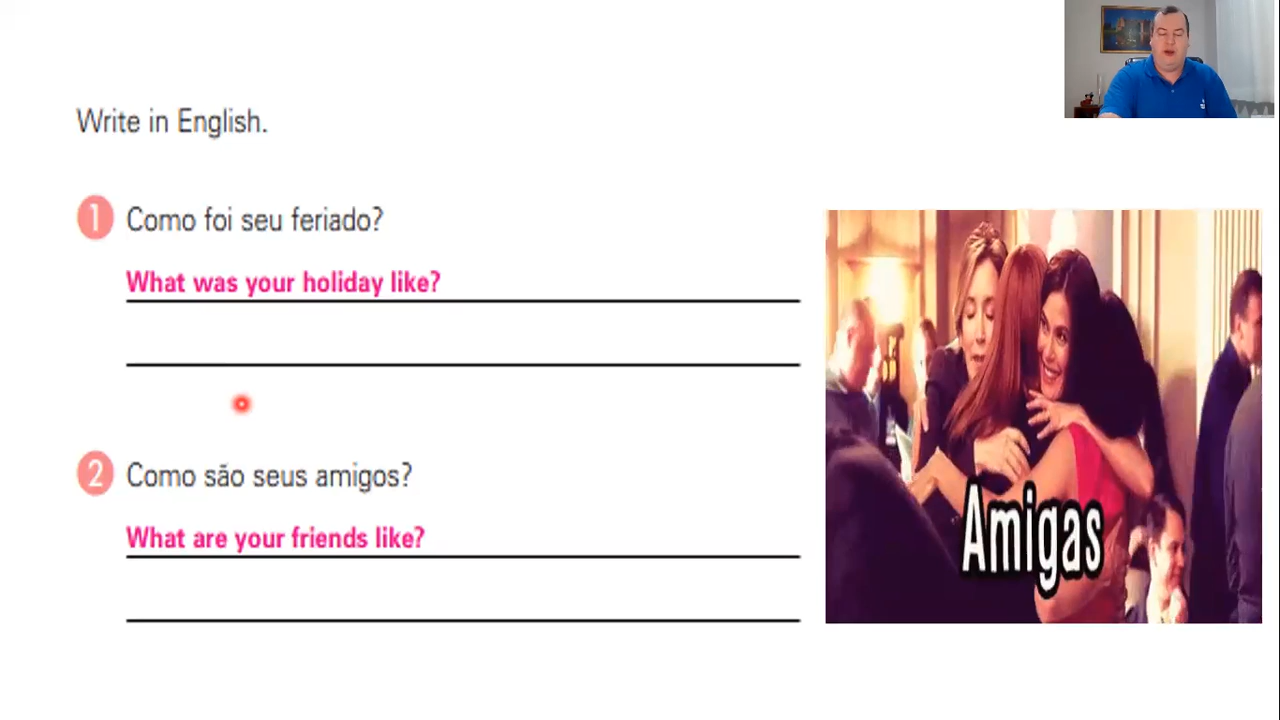 Write in English.
1 Como foi seu feriado?
What was your holiday like?
2 Como são seus amigos?
What are your friends like?
Amigas